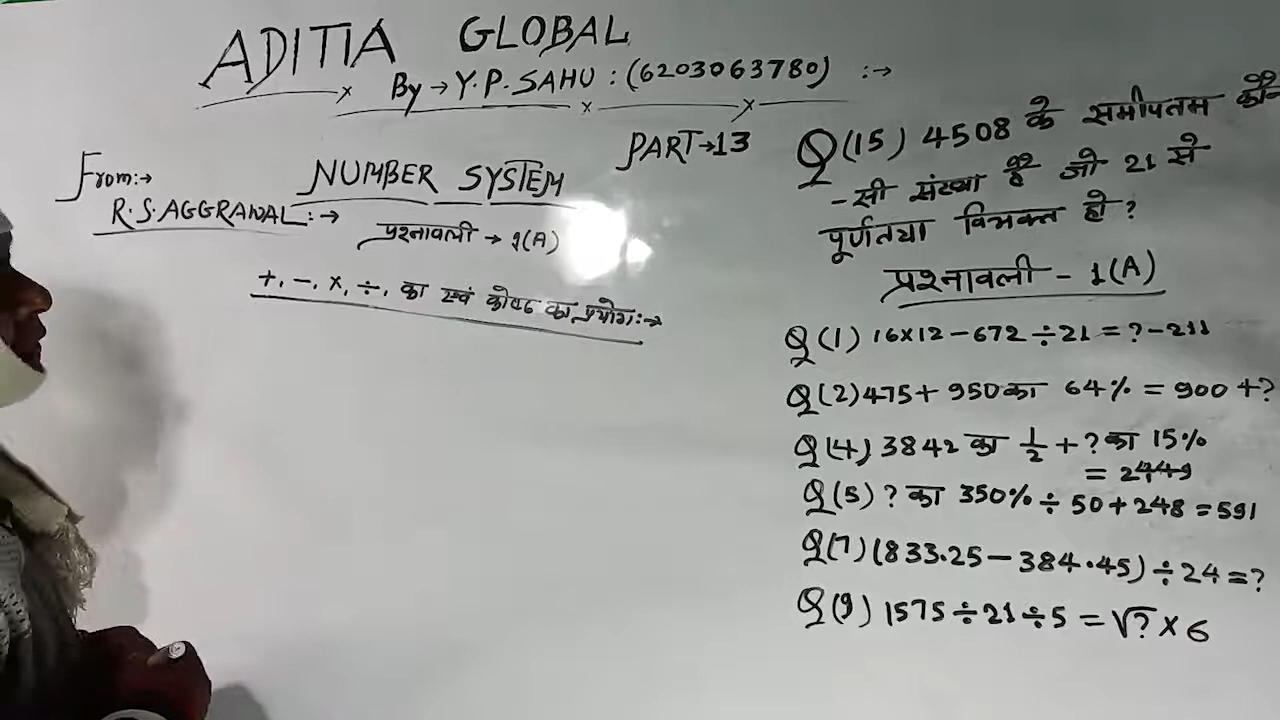 ADITIA GLOBAL
By → Y.P. SAHU : (6203063780) :→
PART→13
From:→
NUMBER SYSTEM
R.S. AGGRAWAL:→
प्रश्नावली → 1(A)
+, −, ×, ÷, का एवं कोष्ठ का प्रयोग:→
Q(15) 4508 के समीपतम कौन
-सी संख्या है जो 21 से
पूर्णतया विभक्त हो?
प्रश्नावली - 1(A)
Q(1) 16×12−672÷21=?−211
Q(2) 475+ 950का 64% = 900 +?
Q(4) 3842 का 1/2 + ? का 15%
= 2449
Q(5) ? का 350% ÷ 50+248=591
Q(7) (833.25−384.45)÷24=?
Q(9) 1575÷21÷5 = √? × 6